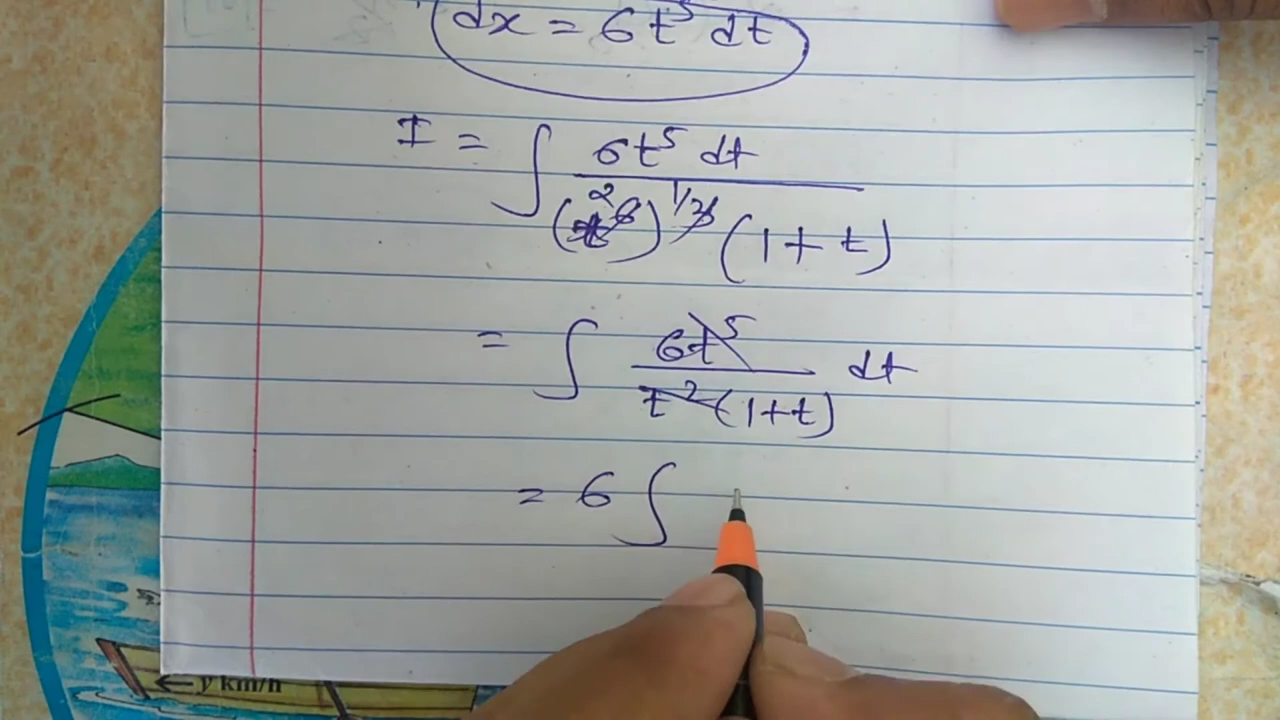 dx = 6t⁵ dt
I = ∫ 6t⁵ dt / (t⁶)^1/3 (1+t)
= ∫ 6t⁵ / t²(1+t) dt
= 6 ∫
← y km/h